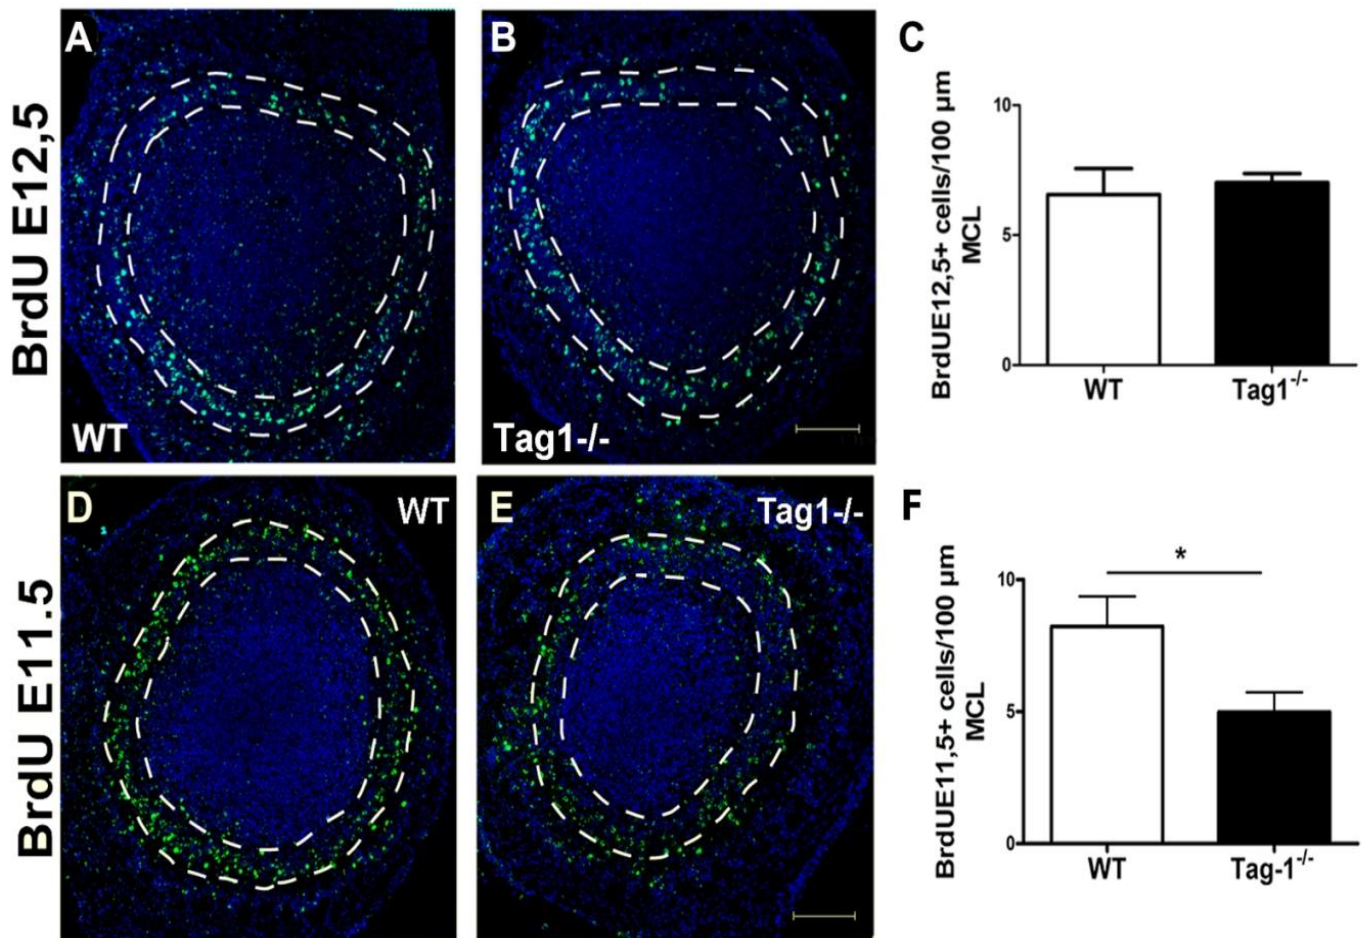 A
B
C
BrdU E12,5
WT
Tag1-/-
BrdUE12,5+ cells/100 µm
MCL
10
5
0
WT
Tag1-/-
D
WT
E
Tag1-/-
F
BrdU E11.5
BrdUE11,5+ cells/100 µm
MCL
*
10
5
0
WT
Tag-1-/-